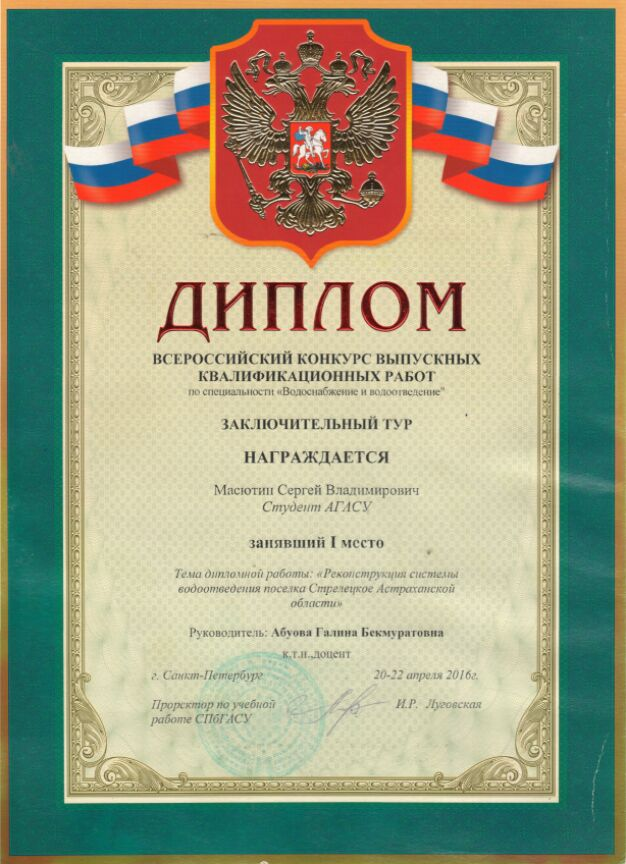 ДИПЛОМ
ВСЕРОССИЙСКИЙ КОНКУРС ВЫПУСКНЫХ
КВАЛИФИКАЦИОННЫХ РАБОТ
по специальности «Водоснабжение и водоотведение"
ЗАКЛЮЧИТЕЛЬНЫЙ ТУР
НАГРАЖДАЕТСЯ
Масютин Сергей Владимирович
Студент АГАСУ
занявший I место
Тема дипломной работы: «Реконструкция системы
водоотведения поселка Стрелецкое Астраханской
области»
Руководитель: Абуова Галина Бекмуратовна
к.т.н.,доцент
г. Санкт-Петербург 20-22 апреля 2016г.
Проректор по учебной И.Р. Луговская
работе СПбГАСУ